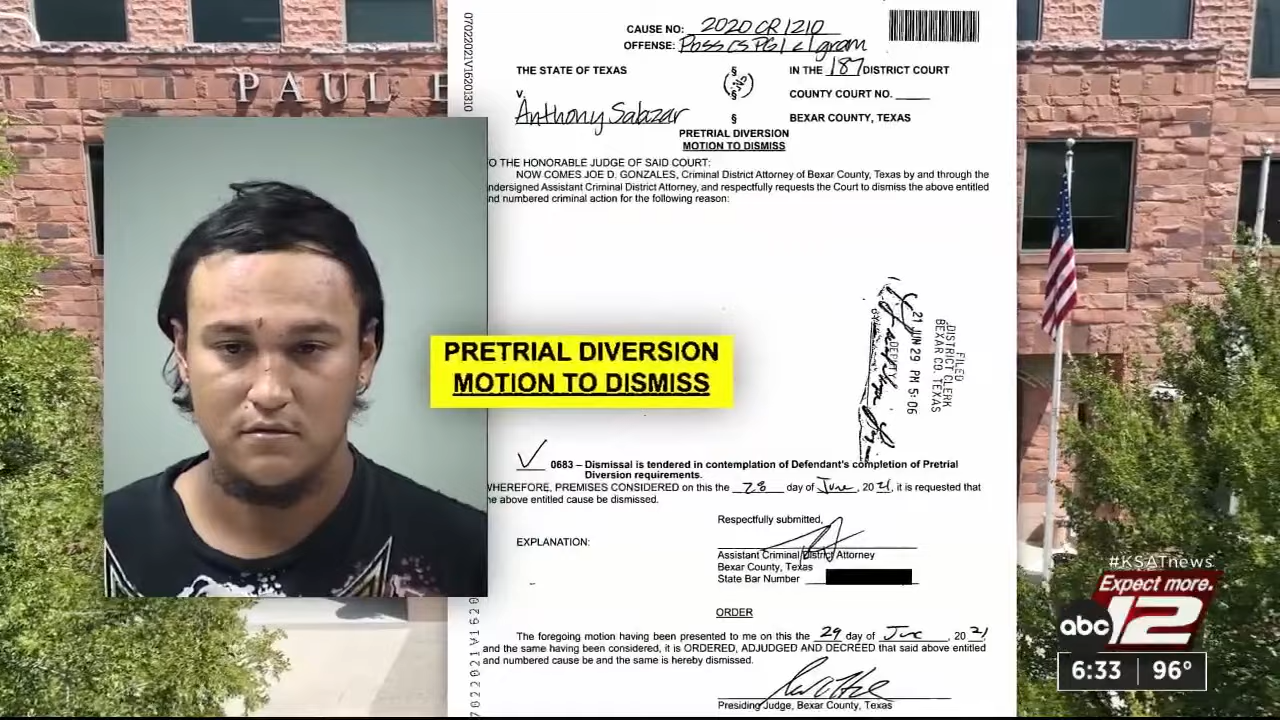 PAUL E
07022021V16201310
CAUSE NO: 2020 CR 1210
OFFENSE: Poss CS PG1 <1gram
THE STATE OF TEXAS
§
IN THE 187 DISTRICT COURT
V.
§
COUNTY COURT NO.
Anthony Salazar
§
BEXAR COUNTY, TEXAS
PRETRIAL DIVERSION
MOTION TO DISMISS
O THE HONORABLE JUDGE OF SAID COURT:
NOW COMES JOE D. GONZALES, Criminal District Attorney of Bexar County, Texas by and through the
ndersigned Assistant Criminal District Attorney, and respectfully requests the Court to dismiss the above entitled
nd numbered criminal action for the following reason:
FILED
DISTRICT CLERK
BEXAR CO. TEXAS
21 JUN 29 PM 5:06
DEPUTY
PRETRIAL DIVERSION
MOTION TO DISMISS
0683 – Dismissal is tendered in contemplation of Defendant's completion of Pretrial
Diversion requirements.
WHEREFORE, PREMISES CONSIDERED on this the 28 day of June, 2021, it is requested that
he above entitled cause be dismissed.
Respectfully submitted,
EXPLANATION:
Assistant Criminal District Attorney
Bexar County, Texas
State Bar Number
ORDER
The foregoing motion having been presented to me on this the 29 day of June, 2021,
and the same having been considered, it is ORDERED, ADJUDGED AND DECREED that said above entitled
and numbered cause be and the same is hereby dismissed.
Presiding Judge, Bexar County, Texas
7022021V1620
#KSATnews
Expect more.
abc 12
6:33 96°